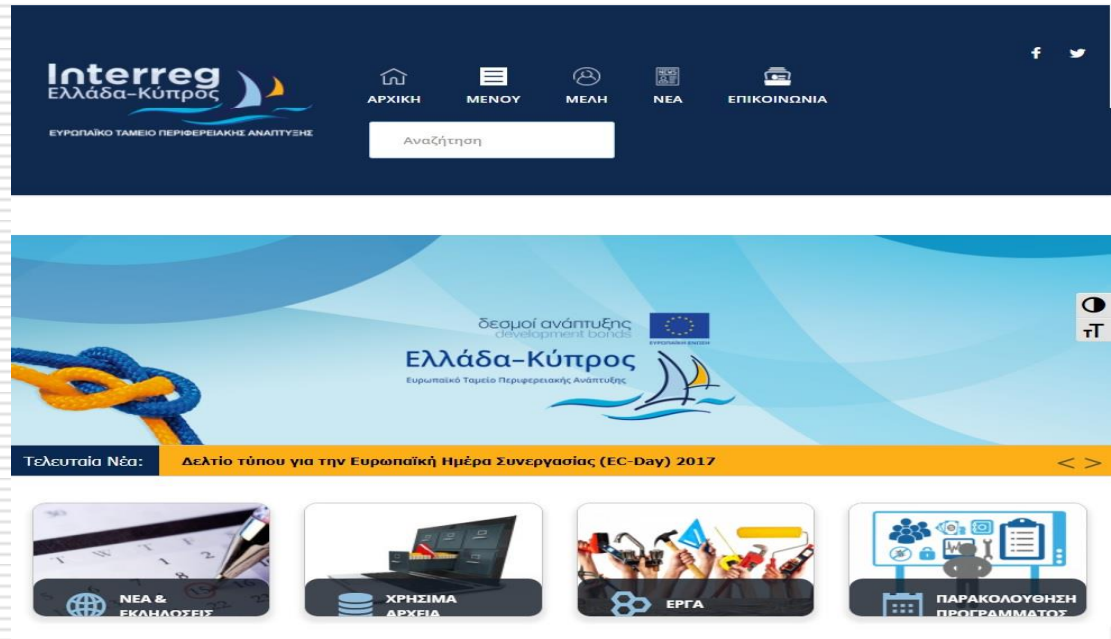 Interreg
Ελλάδα–Κύπρος
ΕΥΡΩΠΑΪΚΟ ΤΑΜΕΙΟ ΠΕΡΙΦΕΡΕΙΑΚΗΣ ΑΝΑΠΤΥΞΗΣ
ΑΡΧΙΚΗ ΜΕΝΟΥ ΜΕΛΗ ΝΕΑ ΕΠΙΚΟΙΝΩΝΙΑ
Αναζήτηση
δεσμοί ανάπτυξης
development bonds
ΕΥΡΩΠΑΪΚΗ ΕΝΩΣΗ
Ελλάδα–Κύπρος
Ευρωπαϊκό Ταμείο Περιφερειακής Ανάπτυξης
Τελευταία Νέα: Δελτίο τύπου για την Ευρωπαϊκή Ημέρα Συνεργασίας (EC-Day) 2017 < >
ΝΕΑ &
ΕΚΔΗΛΩΣΕΙΣ
ΧΡΗΣΙΜΑ
ΑΡΧΕΙΑ
ΕΡΓΑ
ΠΑΡΑΚΟΛΟΥΘΗΣΗ
ΠΡΟΓΡΑΜΜΑΤΟΣ